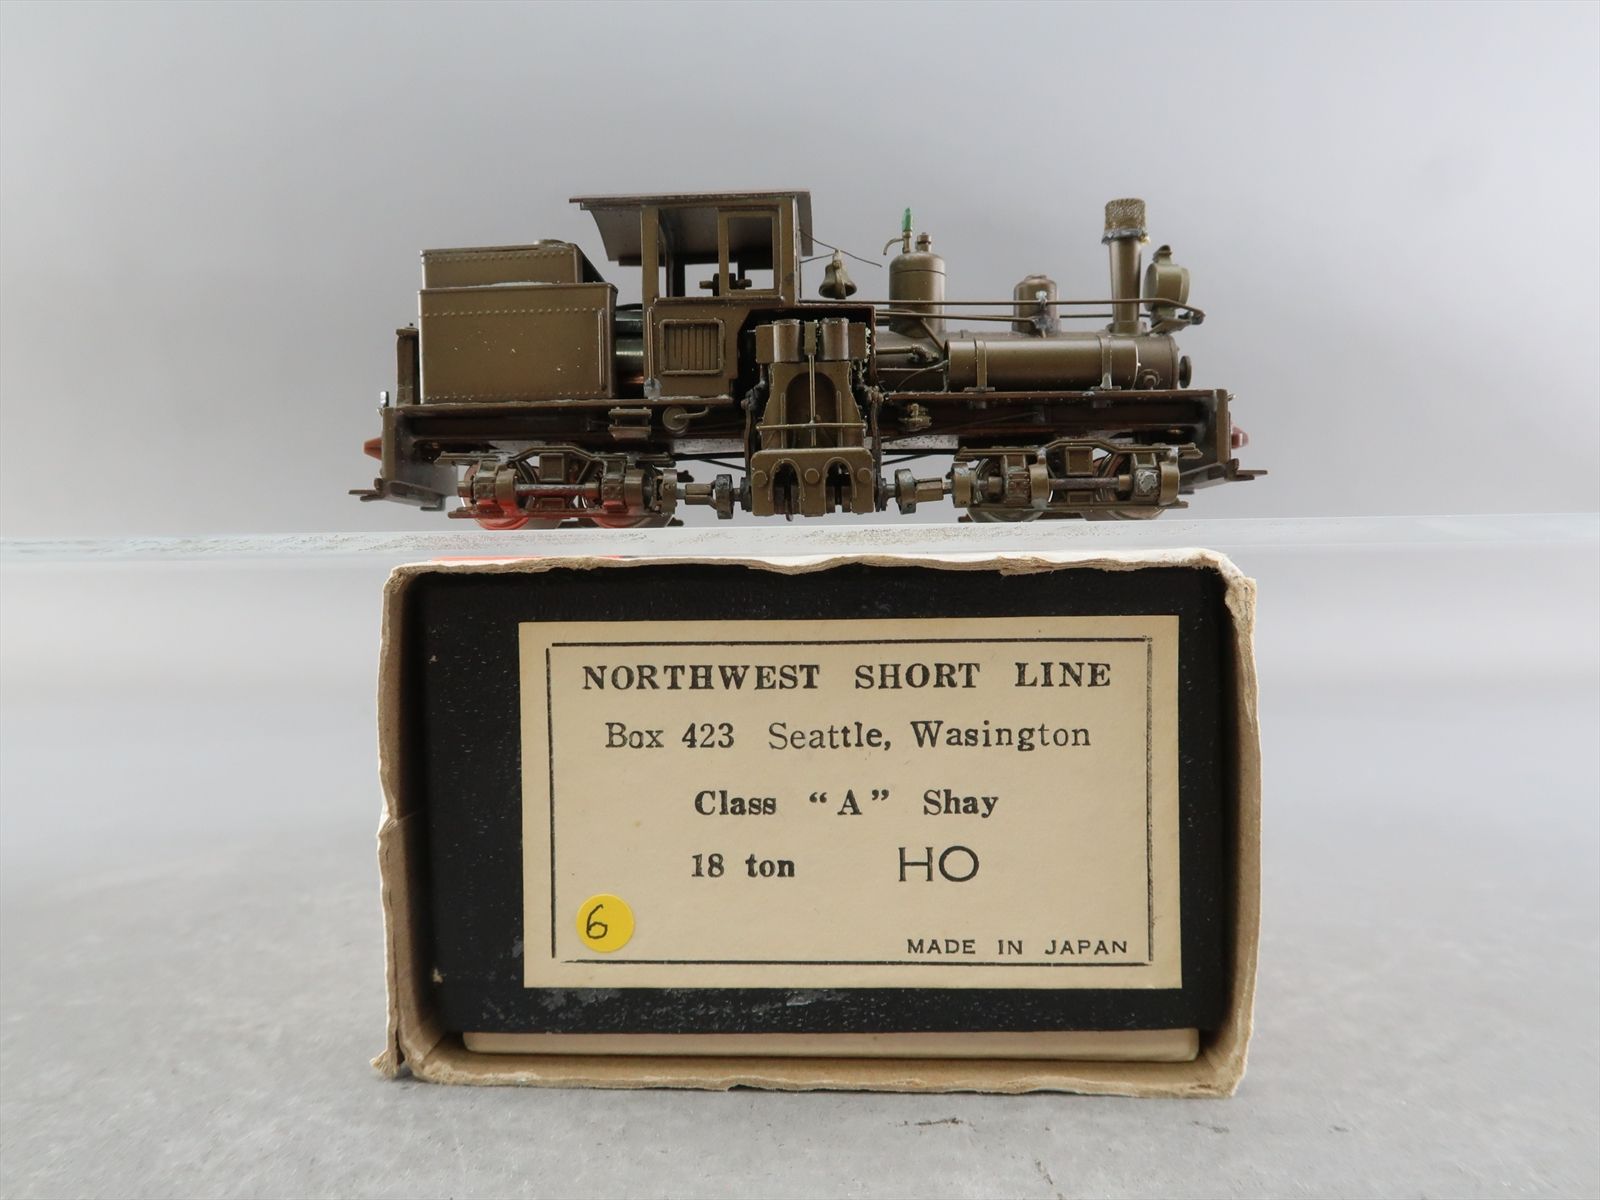 NORTHWEST SHORT LINE
Box 423 Seattle, Wasington
Class "A" Shay
18 ton HO
6
MADE IN JAPAN